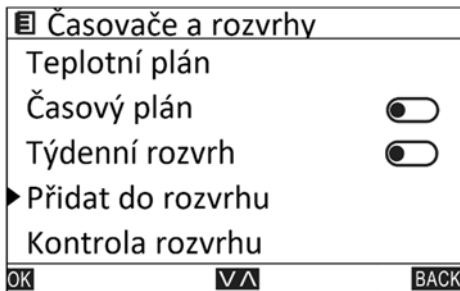 Časovače a rozvrhy
Teplotní plán
Časový plán
Týdenní rozvrh
Přidat do rozvrhu
Kontrola rozvrhu
OK BACK